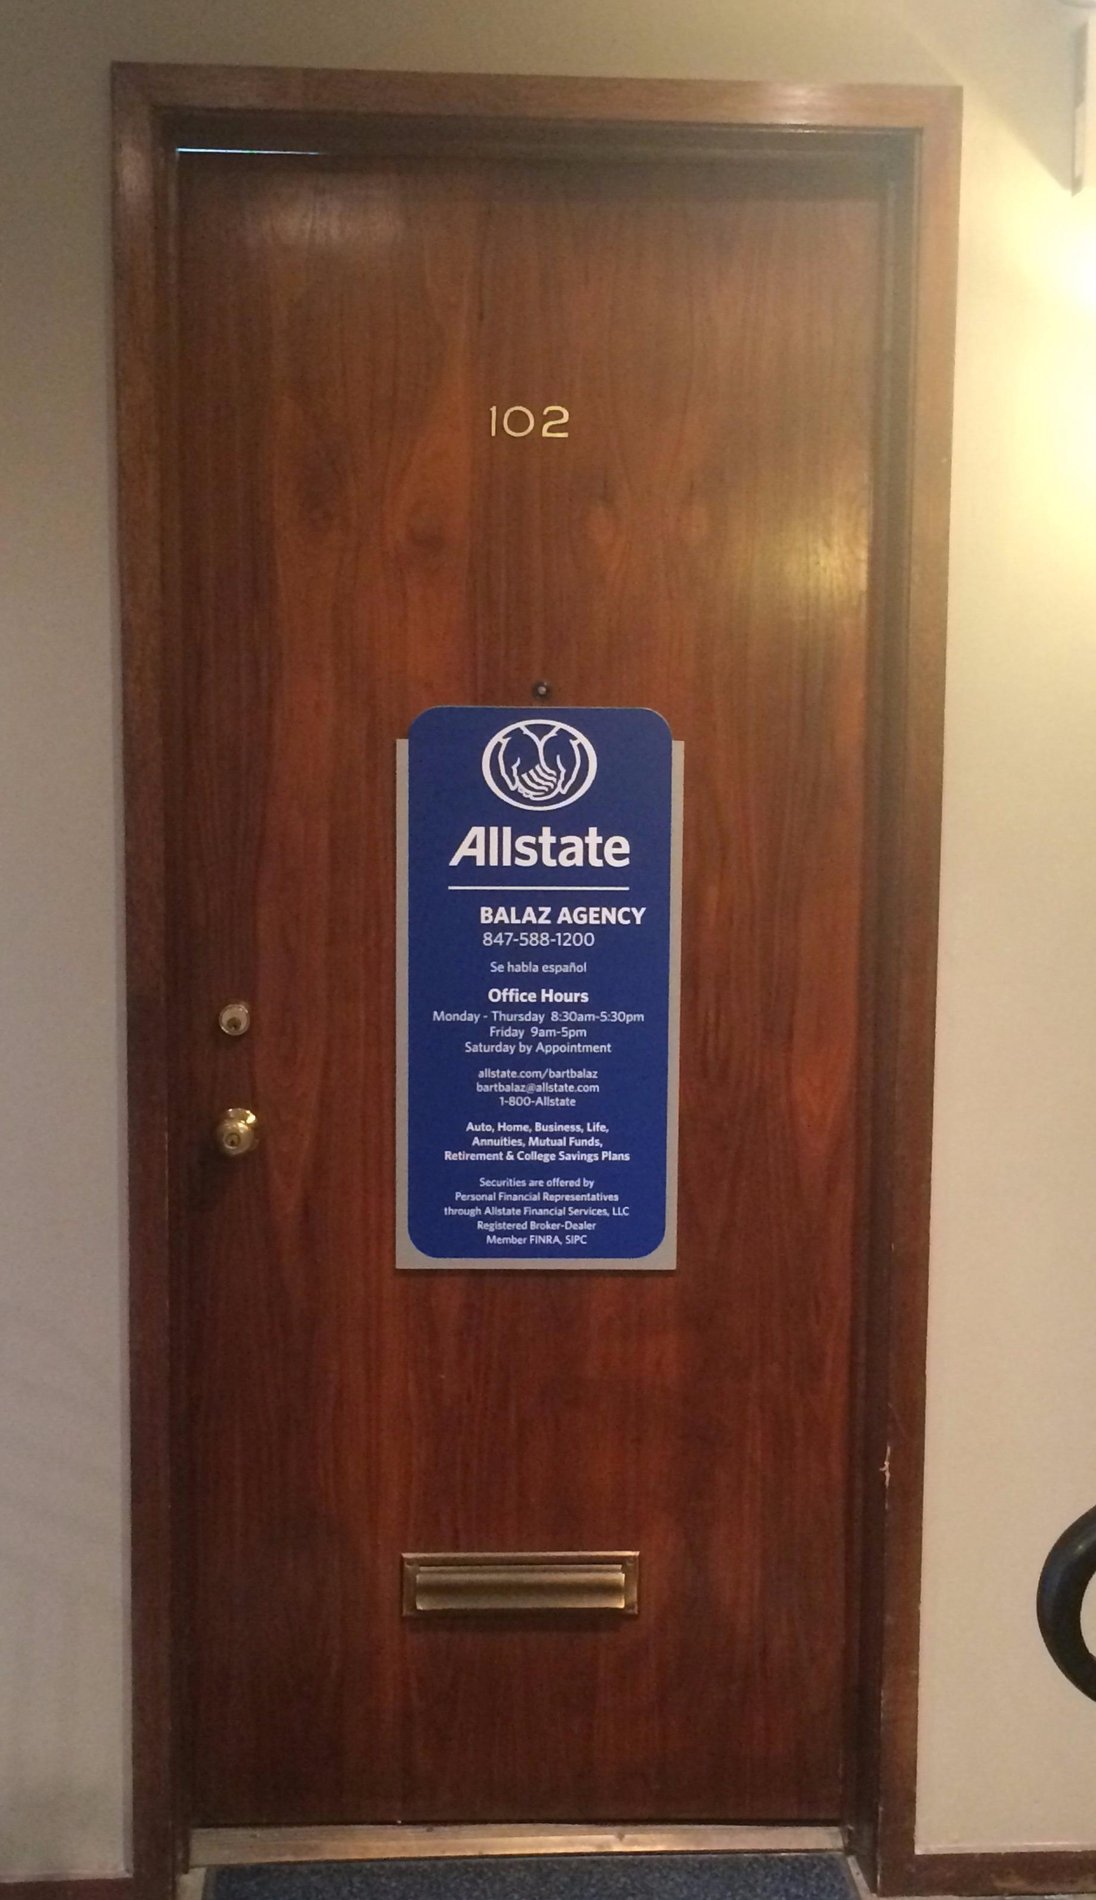 102
Allstate
BALAZ AGENCY
847-588-1200
Se habla español
Office Hours
Monday - Thursday 8:30am-5:30pm
Friday 9am-5pm
Saturday by Appointment
allstate.com/bartbalaz
bartbalaz@allstate.com
1-800-Allstate
Auto, Home, Business, Life,
Annuities, Mutual Funds,
Retirement & College Savings Plans
Securities are offered by
Personal Financial Representatives
through Allstate Financial Services, LLC
Registered Broker-Dealer
Member FINRA, SIPC